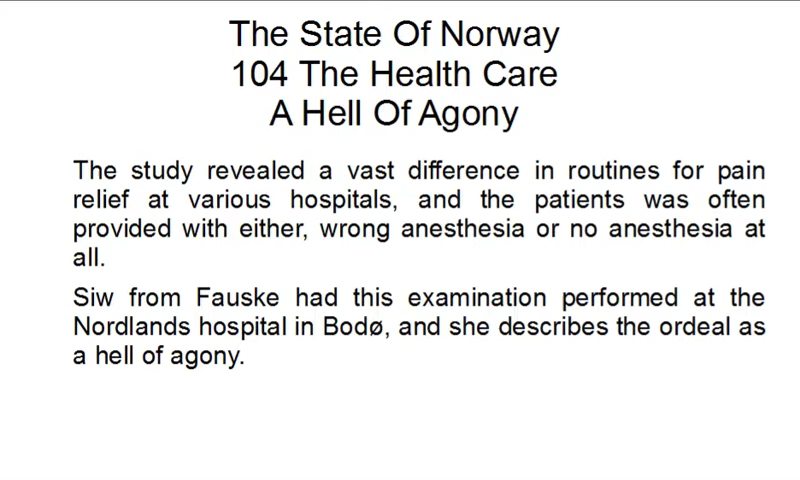 The State Of Norway
104 The Health Care
A Hell Of Agony
The study revealed a vast difference in routines for pain
relief at various hospitals, and the patients was often
provided with either, wrong anesthesia or no anesthesia at
all.
Siw from Fauske had this examination performed at the
Nordlands hospital in Bodø, and she describes the ordeal as
a hell of agony.